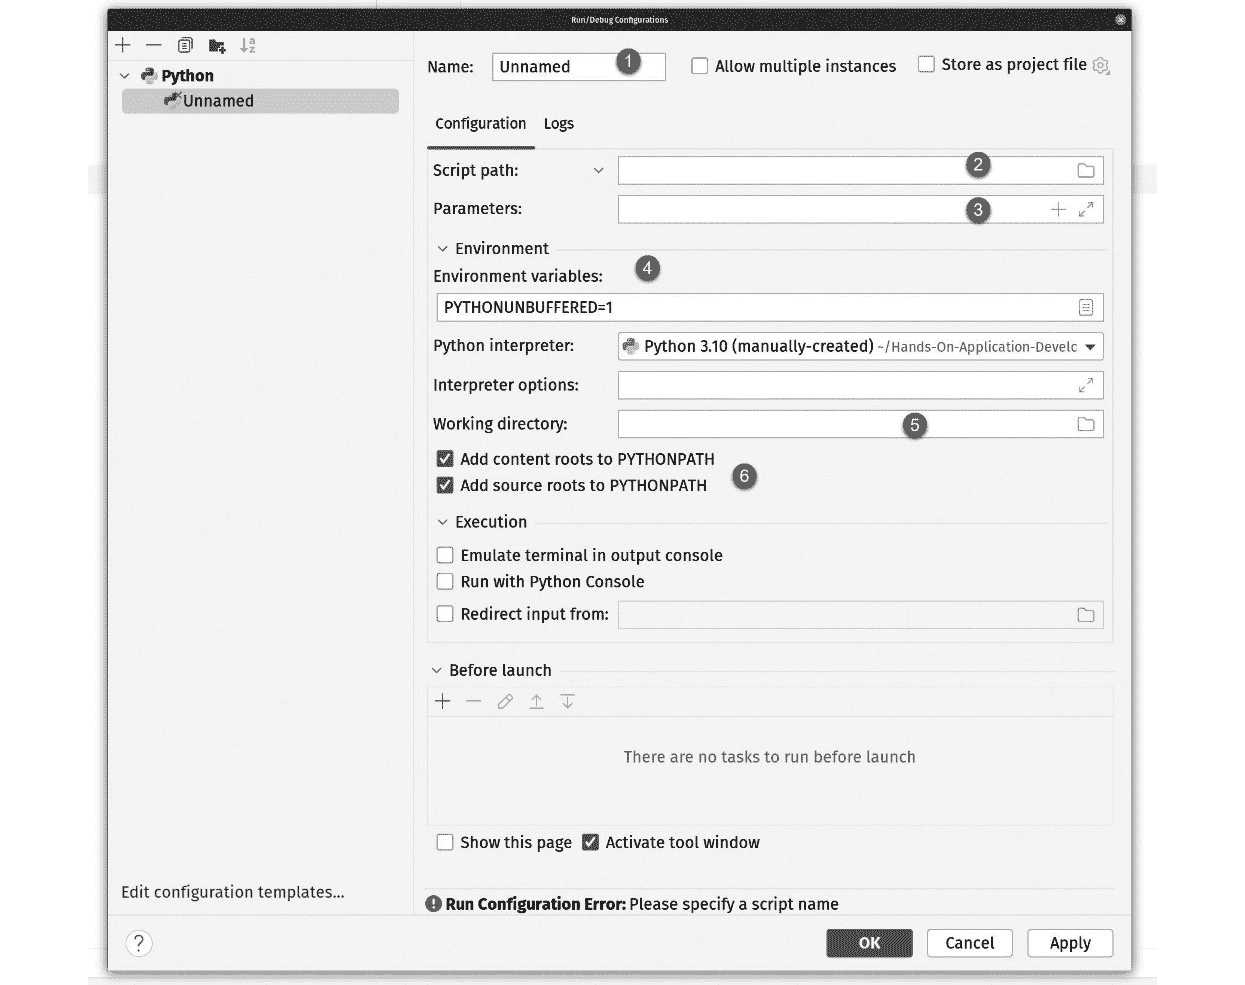 Run/Debug Configurations
Python
Unnamed
Name: Unnamed 1 Allow multiple instances Store as project file
Configuration Logs
Script path: 2
Parameters: 3
Environment
Environment variables: 4
PYTHONUNBUFFERED=1
Python interpreter: Python 3.10 (manually-created) ~/Hands-On-Application-Develc
Interpreter options:
Working directory: 5
Add content roots to PYTHONPATH
Add source roots to PYTHONPATH 6
Execution
Emulate terminal in output console
Run with Python Console
Redirect input from:
Before launch
There are no tasks to run before launch
Show this page Activate tool window
Edit configuration templates...
Run Configuration Error: Please specify a script name
? OK Cancel Apply